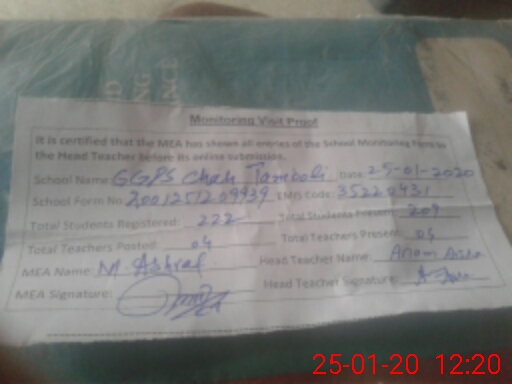 Monitoring Visit Proof
It is certified that the MEA has shown all entries of the School Monitoring Form to
the Head Teacher before its online submission.
School Name: GGPS Chah Tamboli Date: 25-01-2020
School Form No: EMIS Code: 35220431
Total Students Registered: 222 Total Students Present: 209
Total Teachers Posted: 04 Total Teachers Present: 04
MEA Name: M. Ashraf Head Teacher Name: Anam
MEA Signature: Head Teacher Signature:
25-01-20 12:20